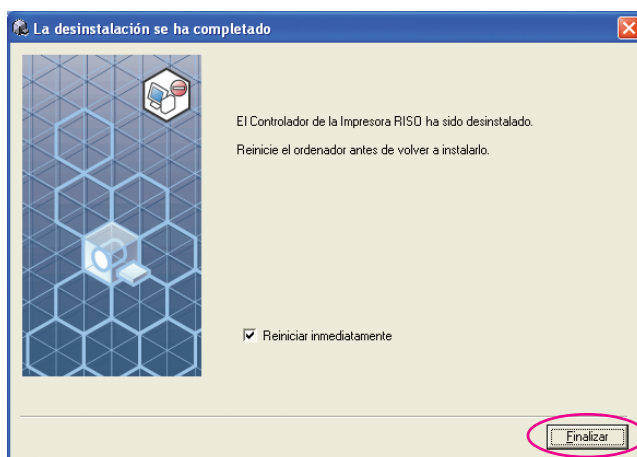 La desinstalación se ha completado
El Controlador de la Impresora RISO ha sido desinstalado.
Reinicie el ordenador antes de volver a instalarlo.
Reiniciar inmediatamente
Finalizar